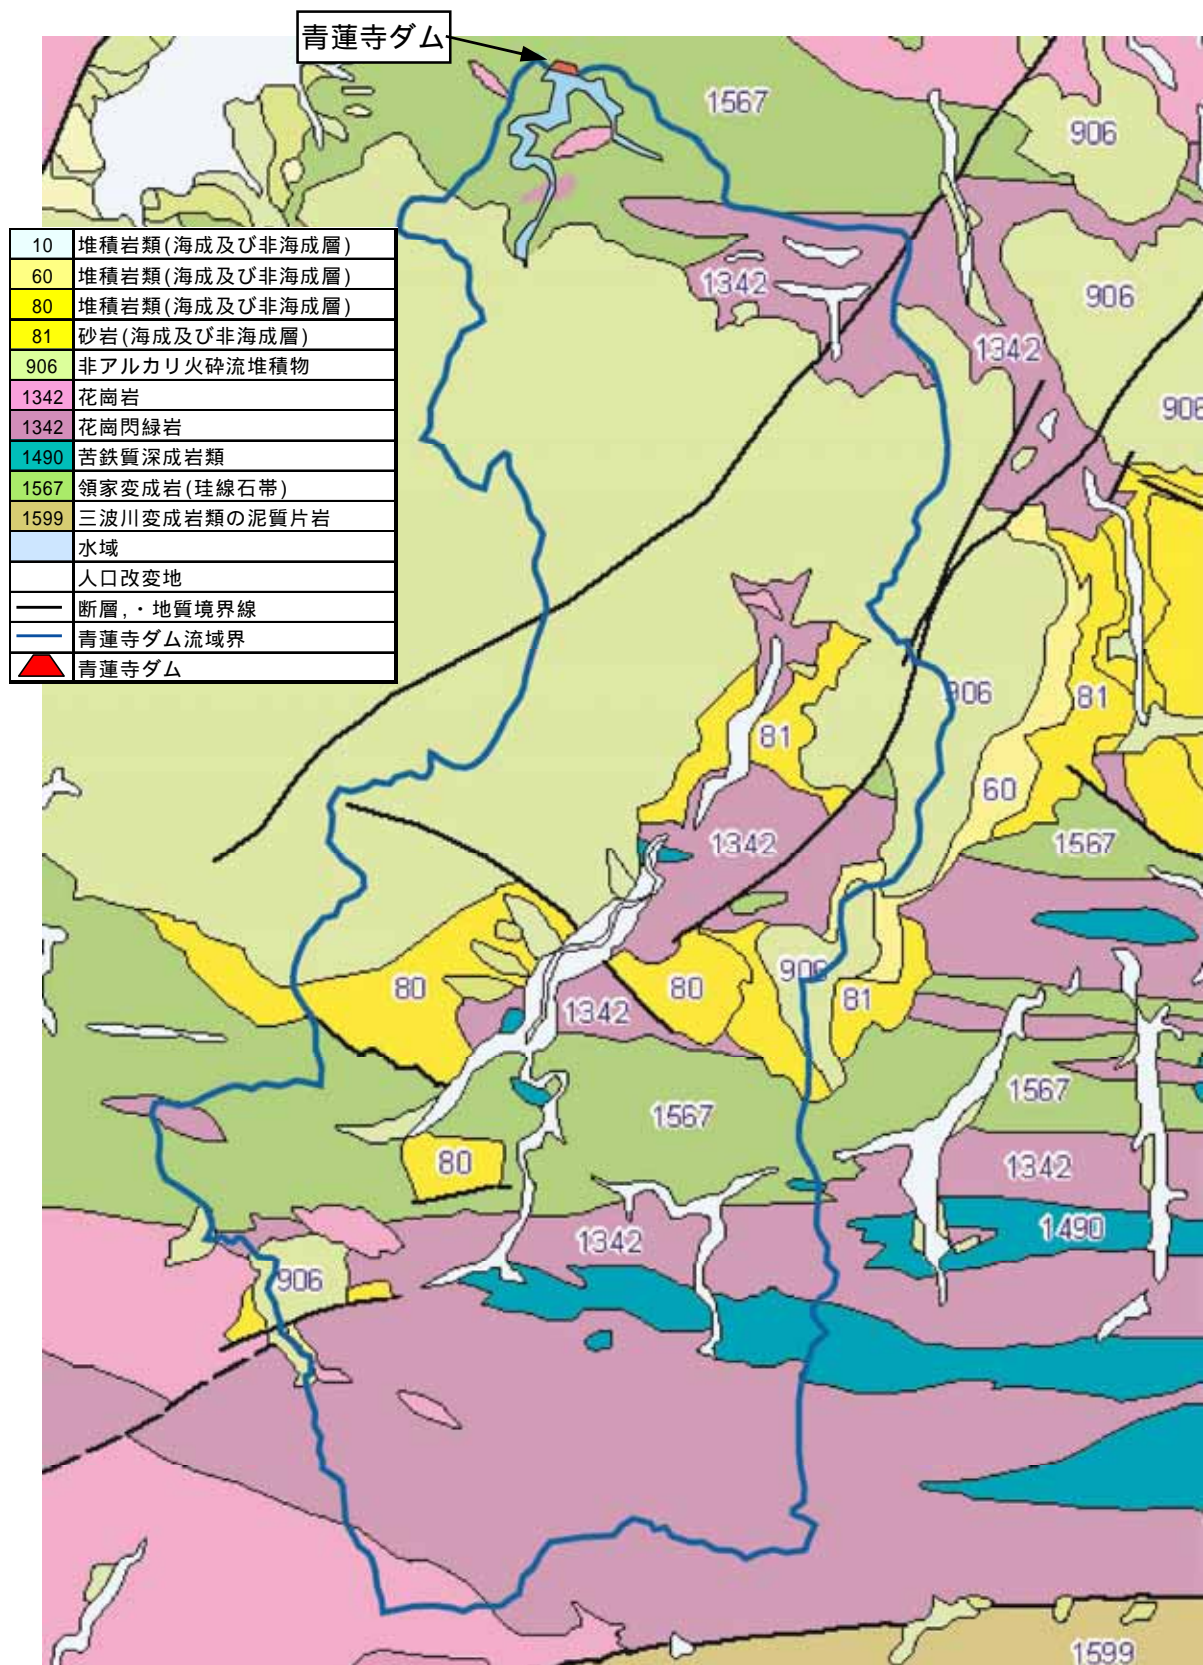 青蓮寺ダム
1567
906
10 堆積岩類(海成及び非海成層)
60 堆積岩類(海成及び非海成層)
80 堆積岩類(海成及び非海成層)
81 砂岩(海成及び非海成層)
906 非アルカリ火砕流堆積物
1342 花崗岩
1342 花崗閃緑岩
1490 苦鉄質深成岩類
1567 領家変成岩(珪線石帯)
1599 三波川変成岩類の泥質片岩
水域
人口改変地
断層,・地質境界線
青蓮寺ダム流域界
青蓮寺ダム
1342
906
1342
906
906
81
81
60
1342
1567
80
80
906
81
1342
1567
1567
80
1342
1342
1490
906
1599